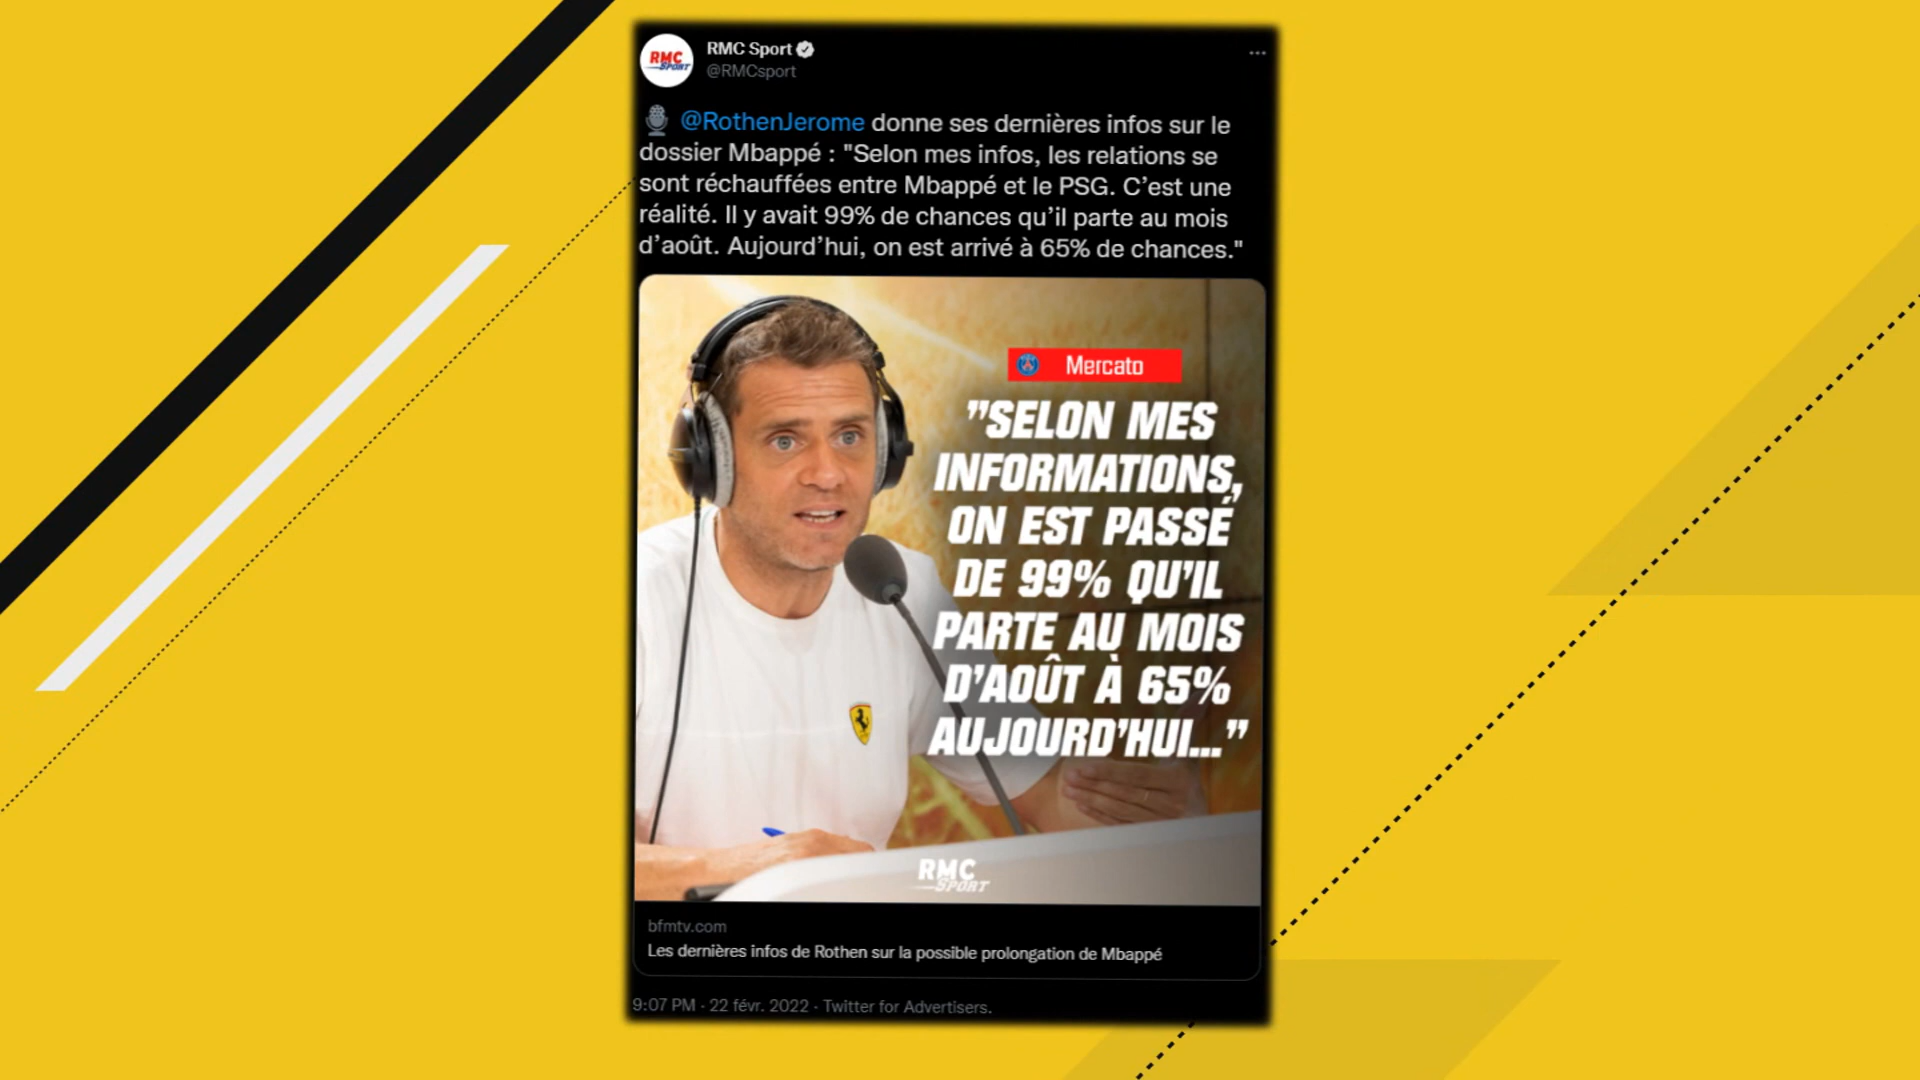 RMC Sport
@RMCsport
RMC
SPORT
@RothenJerome donne ses dernières infos sur le
dossier Mbappé : "Selon mes infos, les relations se
sont réchauffées entre Mbappé et le PSG. C’est une
réalité. Il y avait 99% de chances qu’il parte au mois
d’août. Aujourd’hui, on est arrivé à 65% de chances."
Mercato
"SELON MES
INFORMATIONS,
ON EST PASSÉ
DE 99% QU’IL
PARTE AU MOIS
D’AOÛT À 65%
AUJOURD’HUI..."
RMC
SPORT
bfmtv.com
Les dernières infos de Rothen sur la possible prolongation de Mbappé
9:07 PM · 22 févr. 2022 · Twitter for Advertisers.